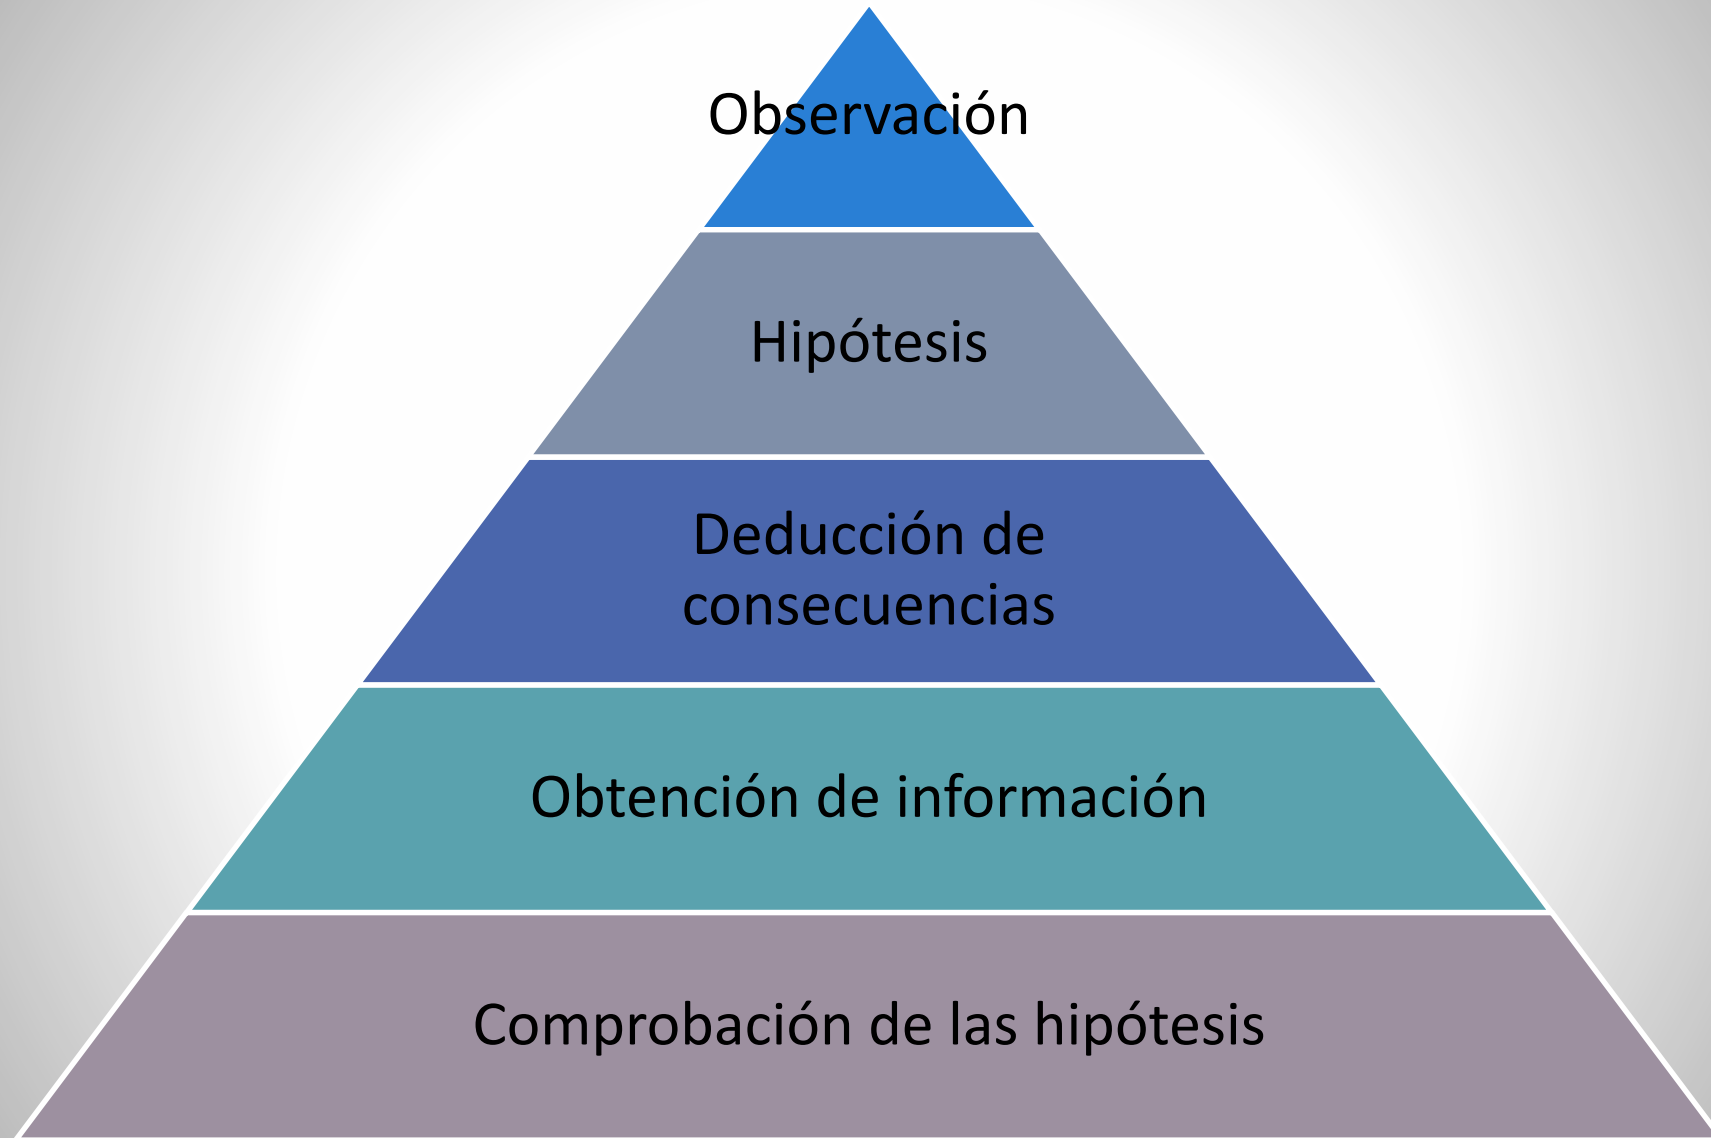 Observación
Hipótesis
Deducción de
consecuencias
Obtención de información
Comprobación de las hipótesis